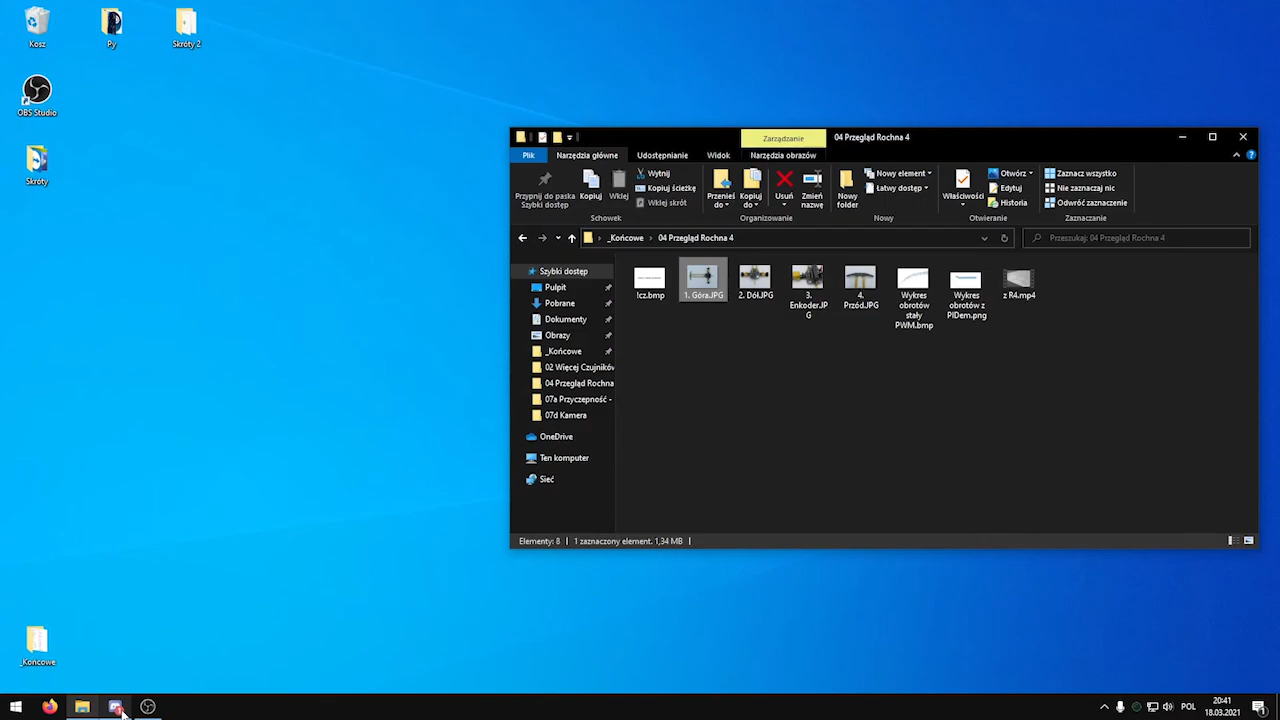 Kosz
Py
Skróty 2
OBS Studio
Skróty
_Końcowe
Zarządzanie
04 Przegląd Rochna 4
Plik
Narzędzia główne
Udostępnianie
Widok
Narzędzia obrazów
Przypnij do paska
Szybki dostęp
Kopiuj
Wklej
Wytnij
Kopiuj ścieżkę
Wklej skrót
Schowek
Przenieś
do
Kopiuj
do
Usuń
Zmień
nazwę
Organizowanie
Nowy
folder
Nowy element
Łatwy dostęp
Nowy
Właściwości
Otwórz
Edytuj
Historia
Otwieranie
Zaznacz wszystko
Nie zaznaczaj nic
Odwróć zaznaczenie
Zaznaczanie
_Końcowe
04 Przegląd Rochna 4
Przeszukaj: 04 Przegląd Rochna 4
Szybki dostęp
Pulpit
Pobrane
Dokumenty
Obrazy
_Końcowe
02 Więcej Czujników
04 Przegląd Rochna
07a Przyczepność -
07d Kamera
OneDrive
Ten komputer
Sieć
!cz.bmp
1. Góra.JPG
2. Dół.JPG
3.
Enkoder.JP
G
4.
Przód.JPG
Wykres
obrotów
stały
PWM.bmp
Wykres
obrotów z
PIDem.png
z R4.mp4
Elementy: 8
1 zaznaczony element. 1,34 MB
POL
20:41
18.03.2021
1